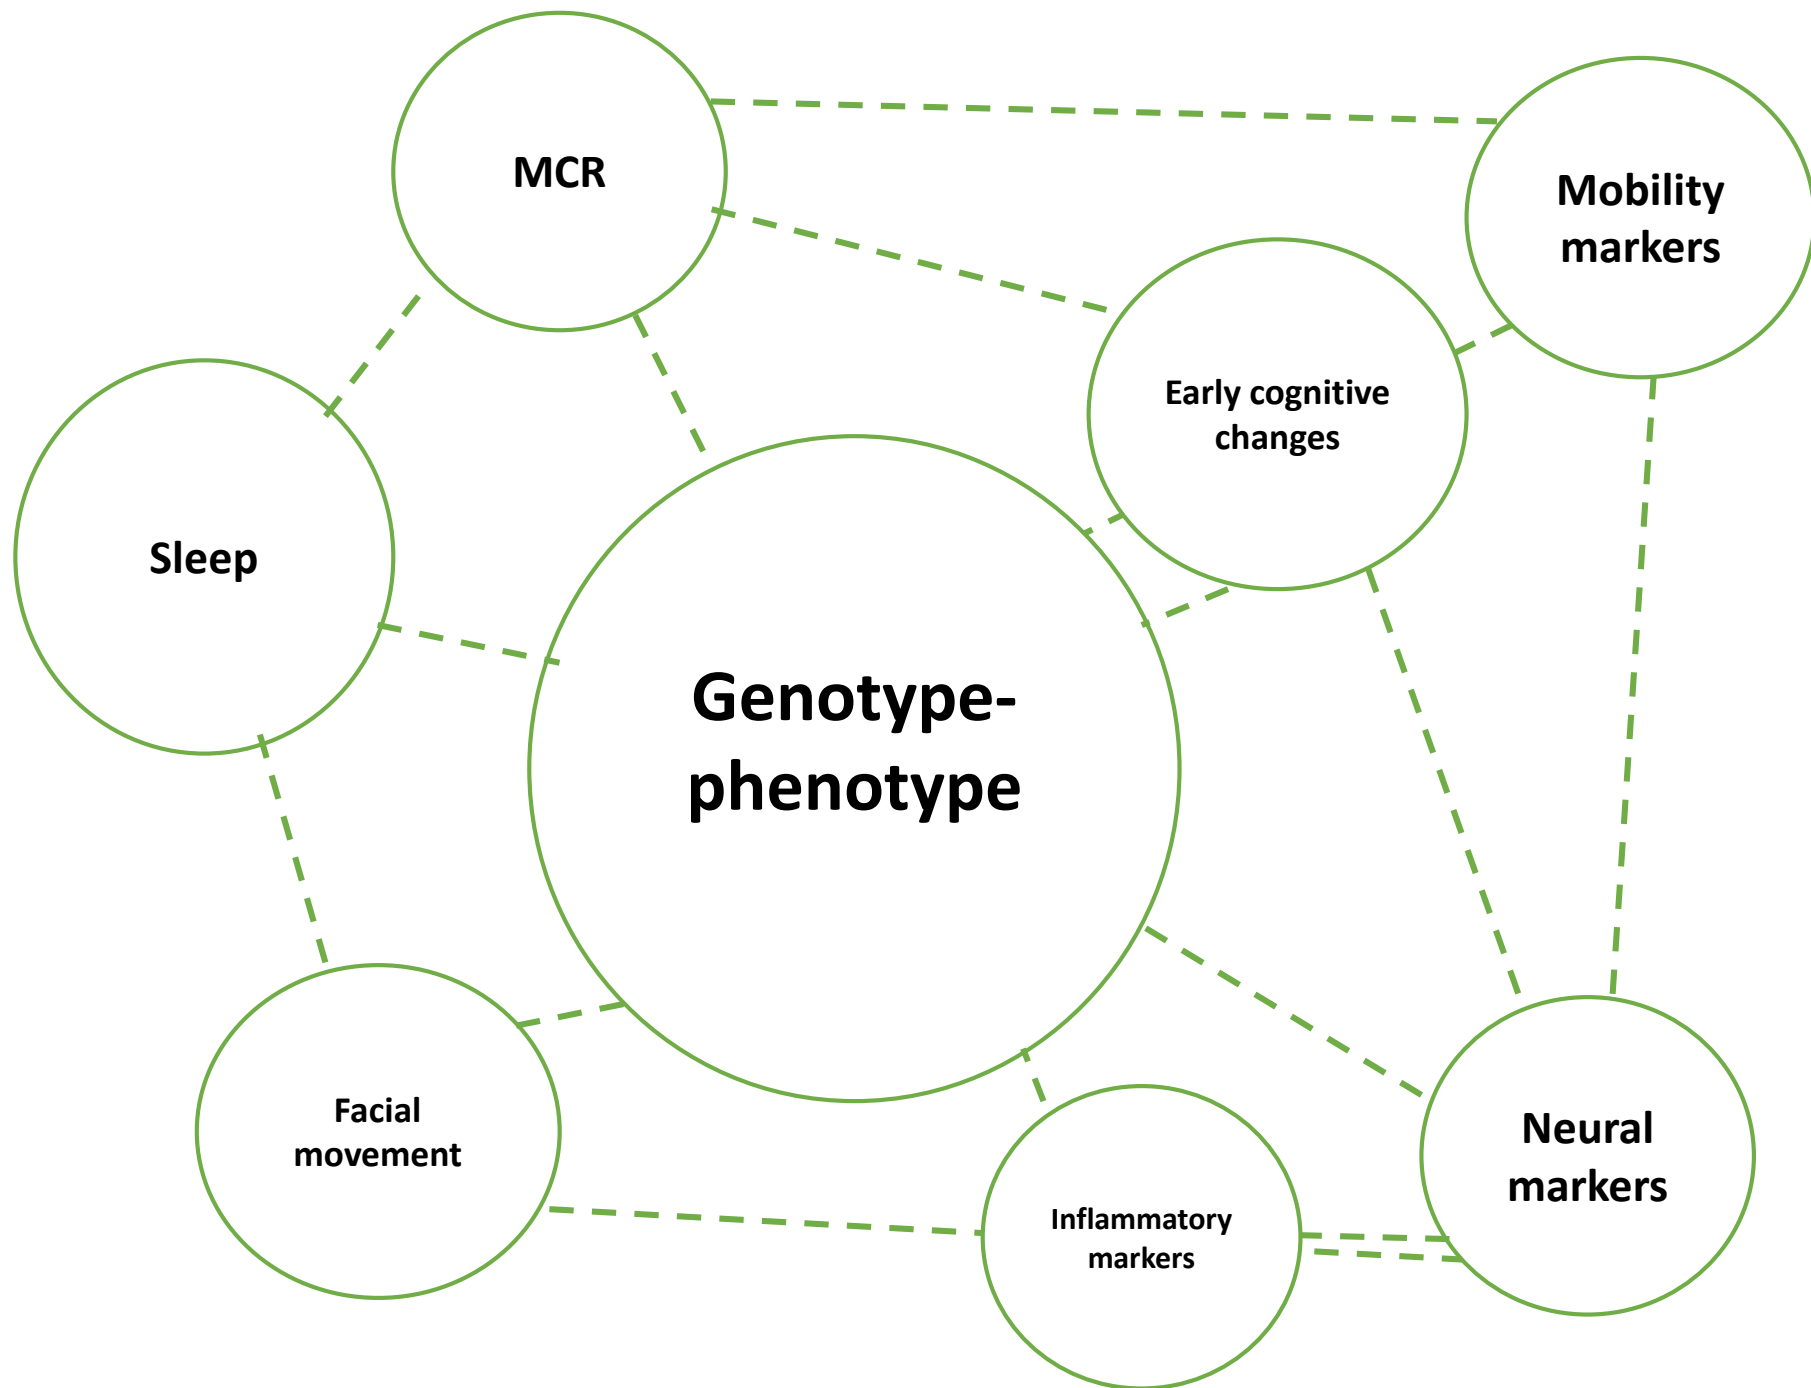 MCR
Mobility
markers
Early cognitive
changes
Sleep
Genotype-
phenotype
Facial
movement
Neural
markers
Inflammatory
markers